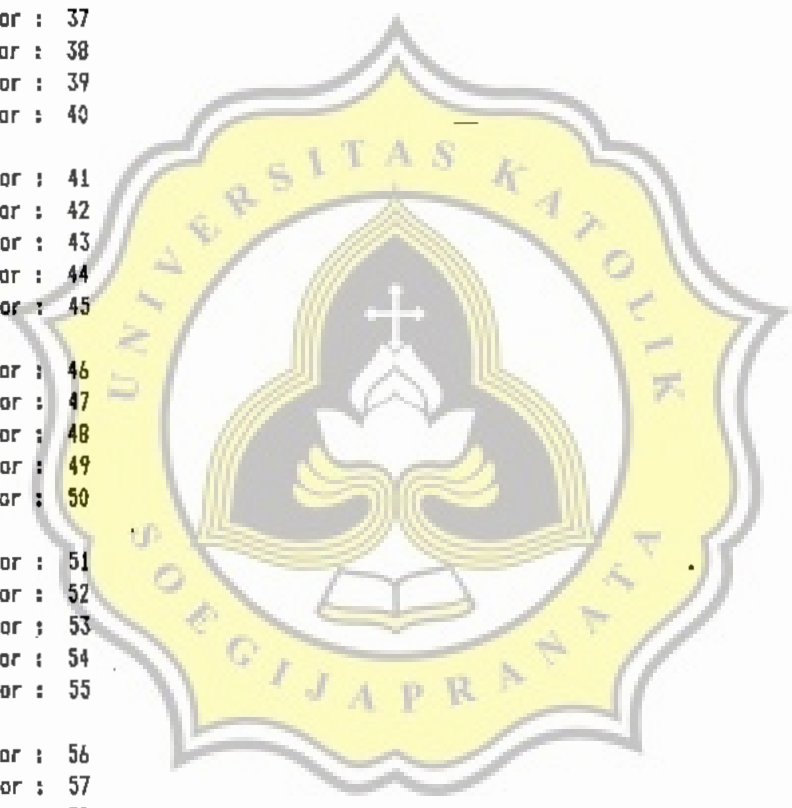 or : 37
or : 38
or : 39
or : 40
or : 41
or : 42
or : 43
or : 44
or : 45
or : 46
or : 47
or : 48
or : 49
or : 50
or : 51
or : 52
or : 53
or : 54
or : 55
or : 56
or : 57
UNIVERSITAS KATOLIK
SOEGIJAPRANATA